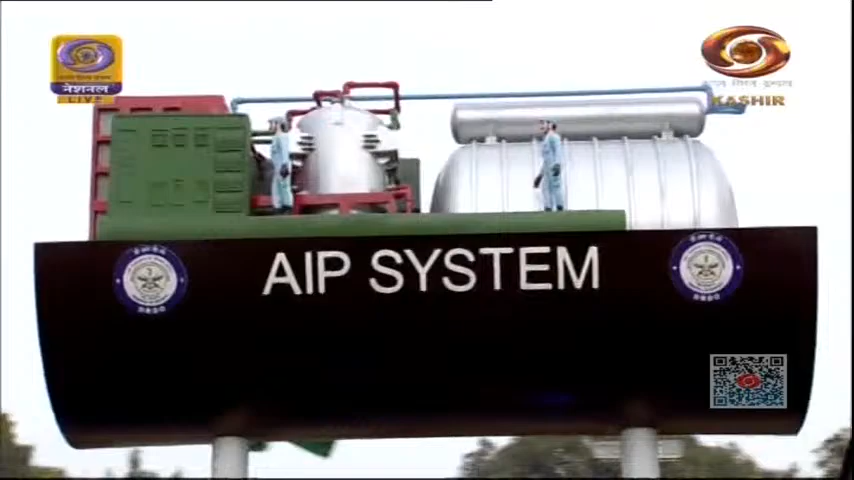 नेशनल
LIVE
KASHIR
AIP SYSTEM
DRDO
DRDO